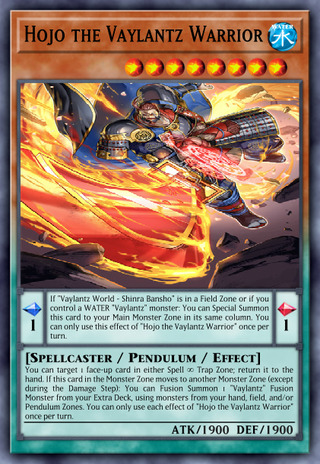 HOJO THE VAYLANTZ WARRIOR
WATER
水
If "Vaylantz World - Shinra Bansho" is in a Field Zone or if you
control a WATER "Vaylantz" monster: You can Special Summon
this card to your Main Monster Zone in its same column. You
can only use this effect of "Hojo the Vaylantz Warrior" once per
turn.
1
1
[SPELLCASTER / PENDULUM / EFFECT]
You can target 1 face-up card in either Spell ∞ Trap Zone; return it to
the hand. If this card in the Monster Zone moves to another Monster Zone (except
during the Damage Step): You can Fusion Summon 1 "Vaylantz" Fusion
Monster from your Extra Deck, using monsters from your hand, field, and/or
Pendulum Zones. You can only use each effect of "Hojo the Vaylantz Warrior"
once per turn.
ATK/1900 DEF/1900